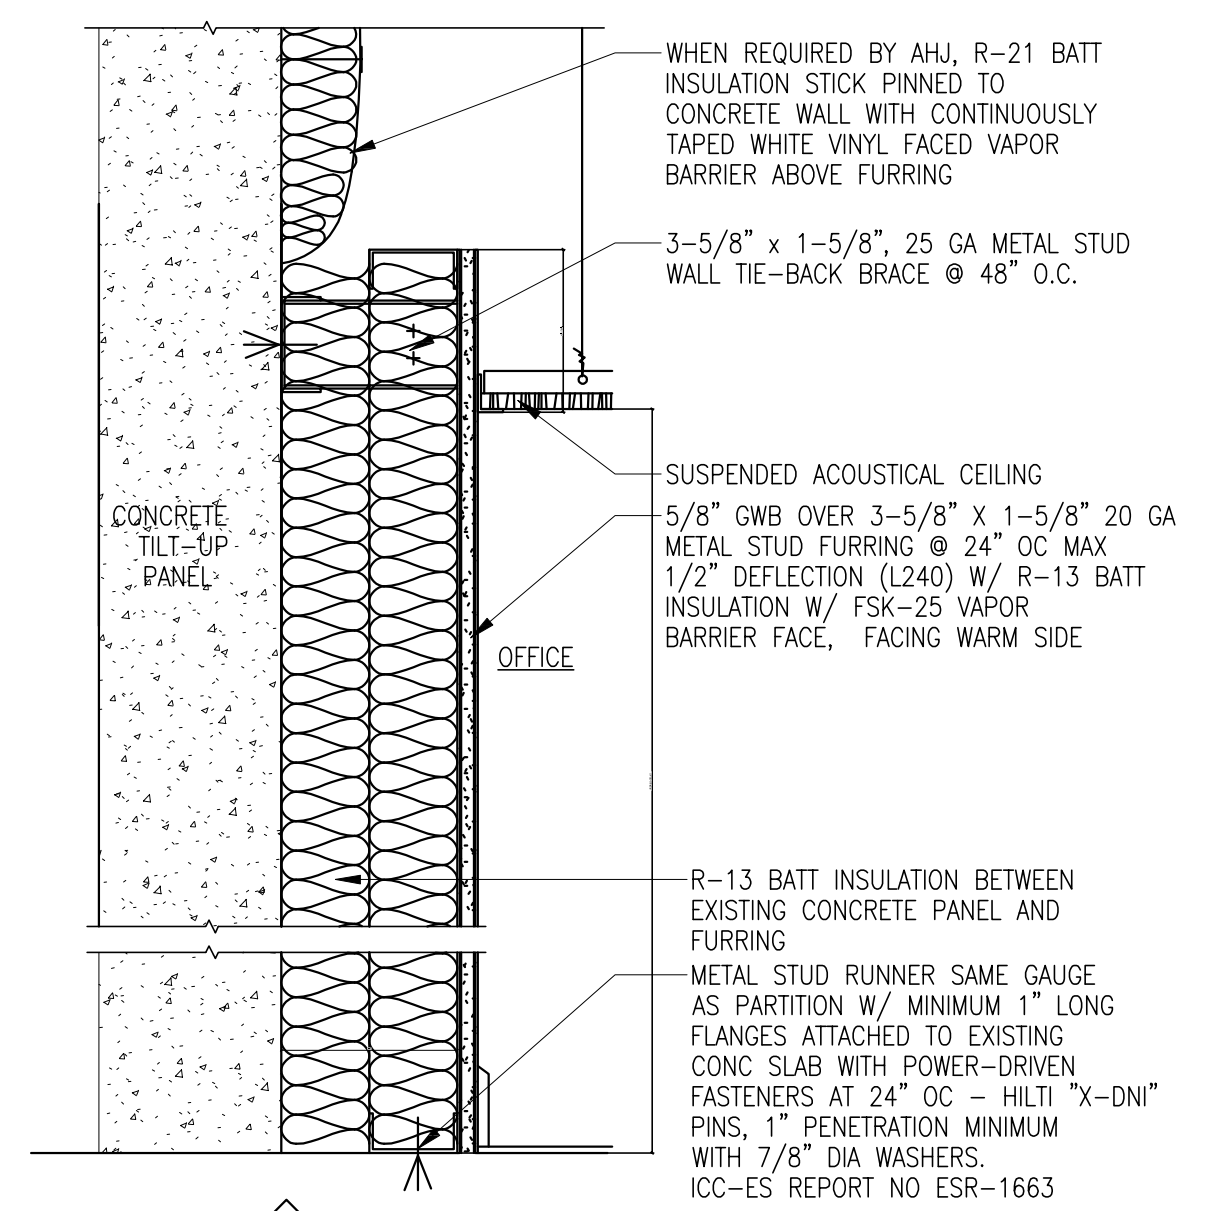 WHEN REQUIRED BY AHJ, R-21 BATT
INSULATION STICK PINNED TO
CONCRETE WALL WITH CONTINUOUSLY
TAPED WHITE VINYL FACED VAPOR
BARRIER ABOVE FURRING
3-5/8" x 1-5/8", 25 GA METAL STUD
WALL TIE-BACK BRACE @ 48" O.C.
SUSPENDED ACOUSTICAL CEILING
5/8" GWB OVER 3-5/8" X 1-5/8" 20 GA
METAL STUD FURRING @ 24" OC MAX
1/2" DEFLECTION (L240) W/ R-13 BATT
INSULATION W/ FSK-25 VAPOR
BARRIER FACE, FACING WARM SIDE
CONCRETE
TILT-UP
PANEL
OFFICE
R-13 BATT INSULATION BETWEEN
EXISTING CONCRETE PANEL AND
FURRING
METAL STUD RUNNER SAME GAUGE
AS PARTITION W/ MINIMUM 1" LONG
FLANGES ATTACHED TO EXISTING
CONC SLAB WITH POWER-DRIVEN
FASTENERS AT 24" OC - HILTI "X-DNI"
PINS, 1" PENETRATION MINIMUM
WITH 7/8" DIA WASHERS.
ICC-ES REPORT NO ESR-1663